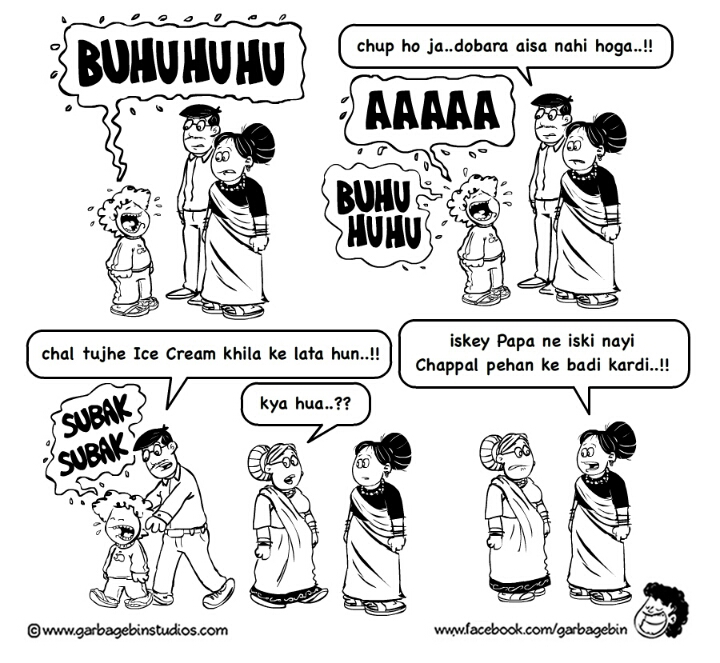 BUHUHUHU
chup ho ja..dobara aisa nahi hoga..!!
AAAAA
BUHU
HUHU
chal tujhe Ice Cream khila ke lata hun..!!
SUBAK
SUBAK
kya hua..??
iskey Papa ne iski nayi
Chappal pehan ke badi kardi..!!
©www.garbagebinstudios.com
www.facebook.com/garbagebin